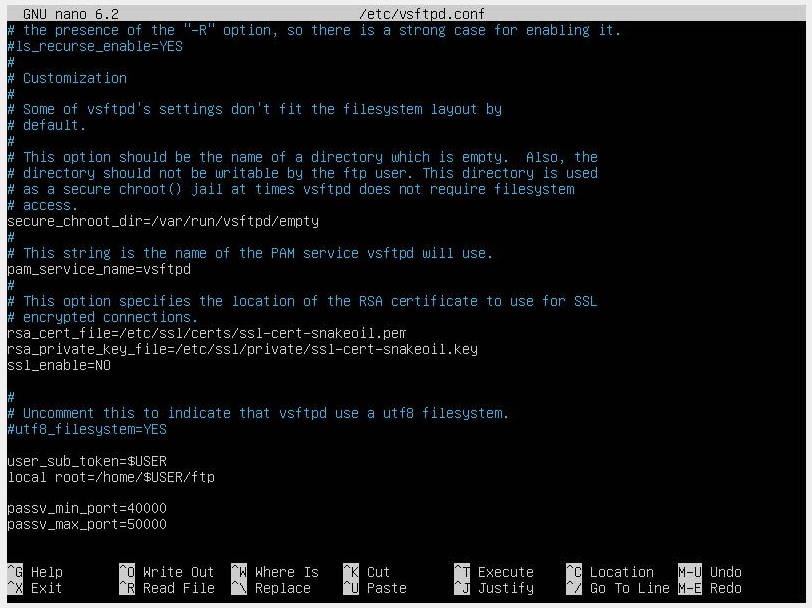 GNU nano 6.2 /etc/vsftpd.conf
# the presence of the "-R" option, so there is a strong case for enabling it.
#ls_recurse_enable=YES
#
# Customization
#
# Some of vsftpd's settings don't fit the filesystem layout by
# default.
#
# This option should be the name of a directory which is empty.  Also, the
# directory should not be writable by the ftp user. This directory is used
# as a secure chroot() jail at times vsftpd does not require filesystem
# access.
secure_chroot_dir=/var/run/vsftpd/empty
#
# This string is the name of the PAM service vsftpd will use.
pam_service_name=vsftpd
#
# This option specifies the location of the RSA certificate to use for SSL
# encrypted connections.
rsa_cert_file=/etc/ssl/certs/ssl-cert-snakeoil.pem
rsa_private_key_file=/etc/ssl/private/ssl-cert-snakeoil.key
ssl_enable=NO
#
# Uncomment this to indicate that vsftpd use a utf8 filesystem.
#utf8_filesystem=YES
user_sub_token=$USER
local root=/home/$USER/ftp
passv_min_port=40000
passv_max_port=50000
^G Help ^O Write Out ^W Where Is ^K Cut ^T Execute ^C Location M-U Undo
^X Exit ^R Read File ^\ Replace ^U Paste ^J Justify ^/ Go To Line M-E Redo